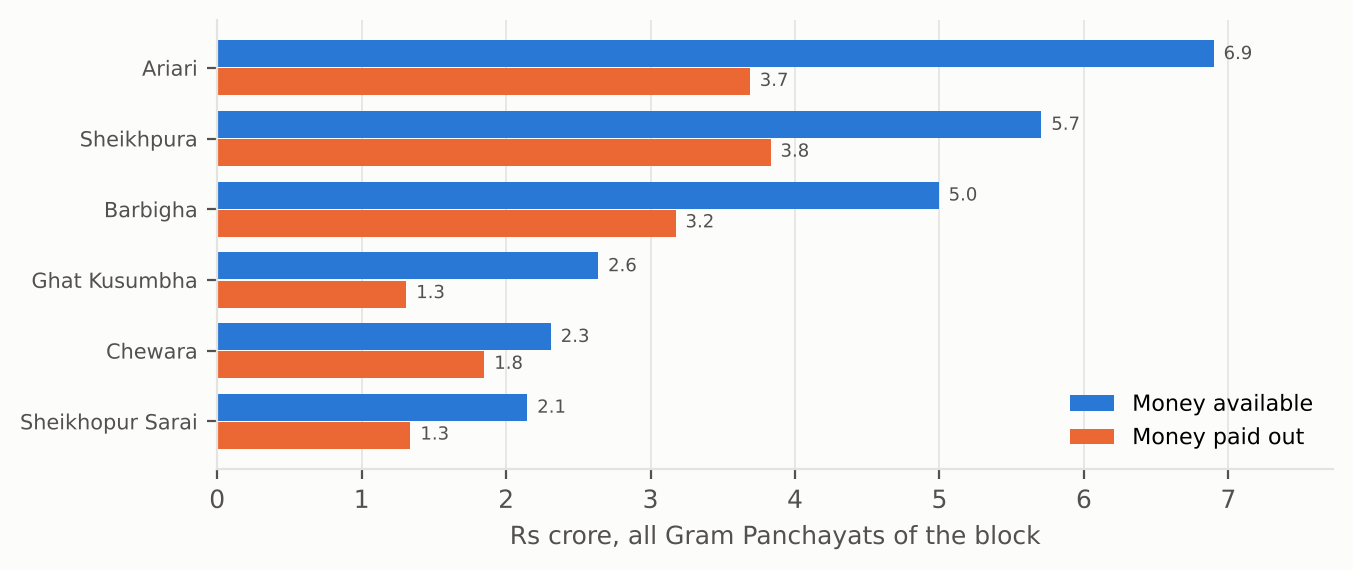 Ariari
6.9
3.7
Sheikhpura
5.7
3.8
Barbigha
5.0
3.2
Ghat Kusumbha
2.6
1.3
Chewara
2.3
1.8
Sheikhopur Sarai
2.1
1.3
Money available
Money paid out
0 1 2 3 4 5 6 7
Rs crore, all Gram Panchayats of the block